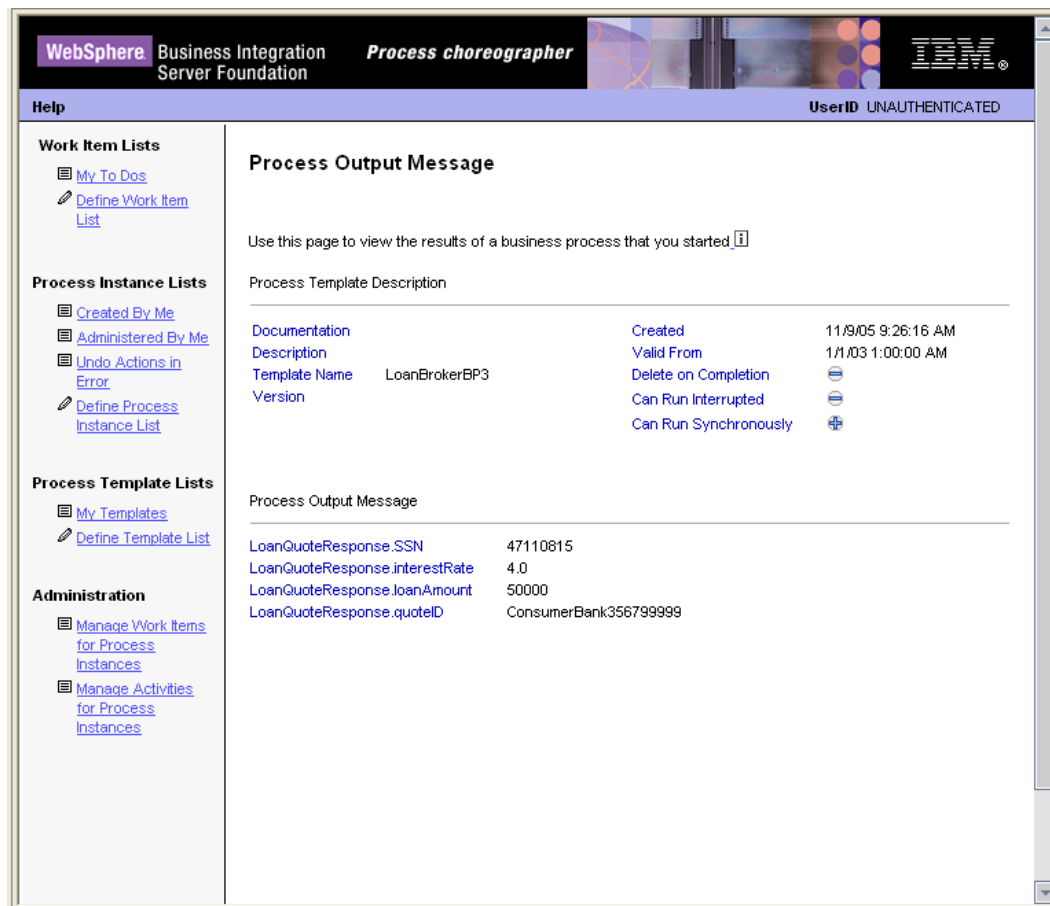 WebSphere Business Integration Server Foundation
Process choreographer
IBM®
Help
UserID UNAUTHENTICATED
Work Item Lists
My To Dos
Define Work Item
List
Process Instance Lists
Created By Me
Administered By Me
Undo Actions in
Error
Define Process
Instance List
Process Template Lists
My Templates
Define Template List
Administration
Manage Work Items
for Process
Instances
Manage Activities
for Process
Instances
Process Output Message
Use this page to view the results of a business process that you started i
Process Template Description
Documentation
Description
Template Name LoanBrokerBP3
Version
Created 11/9/05 9:26:16 AM
Valid From 1/1/03 1:00:00 AM
Delete on Completion
Can Run Interrupted
Can Run Synchronously
Process Output Message
LoanQuoteResponse.SSN 47110815
LoanQuoteResponse.interestRate 4.0
LoanQuoteResponse.loanAmount 50000
LoanQuoteResponse.quoteID ConsumerBank356799999